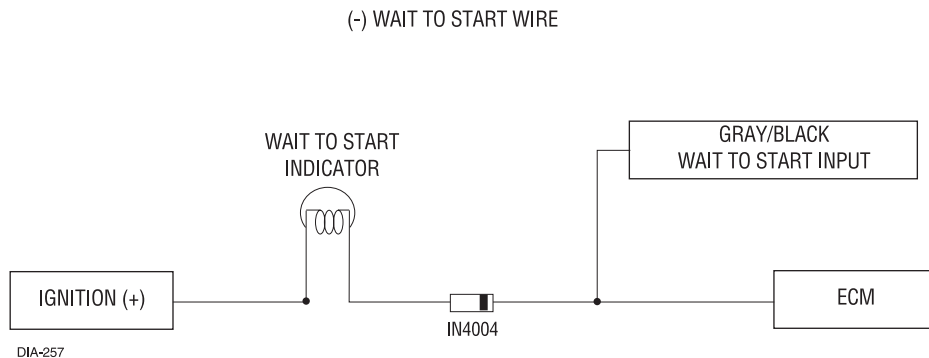 (-) WAIT TO START WIRE
WAIT TO START
INDICATOR
GRAY/BLACK
WAIT TO START INPUT
IGNITION (+)
IN4004
ECM
DIA-257